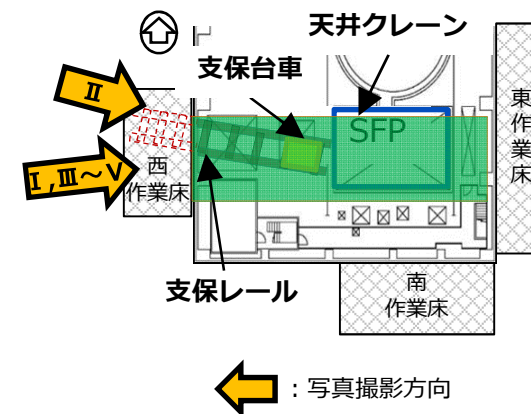 天井クレーン
支保台車
Ⅱ
SFP
東作業床
西
作業床
Ⅰ,Ⅲ～Ⅴ
支保レール
南
作業床
：写真撮影方向